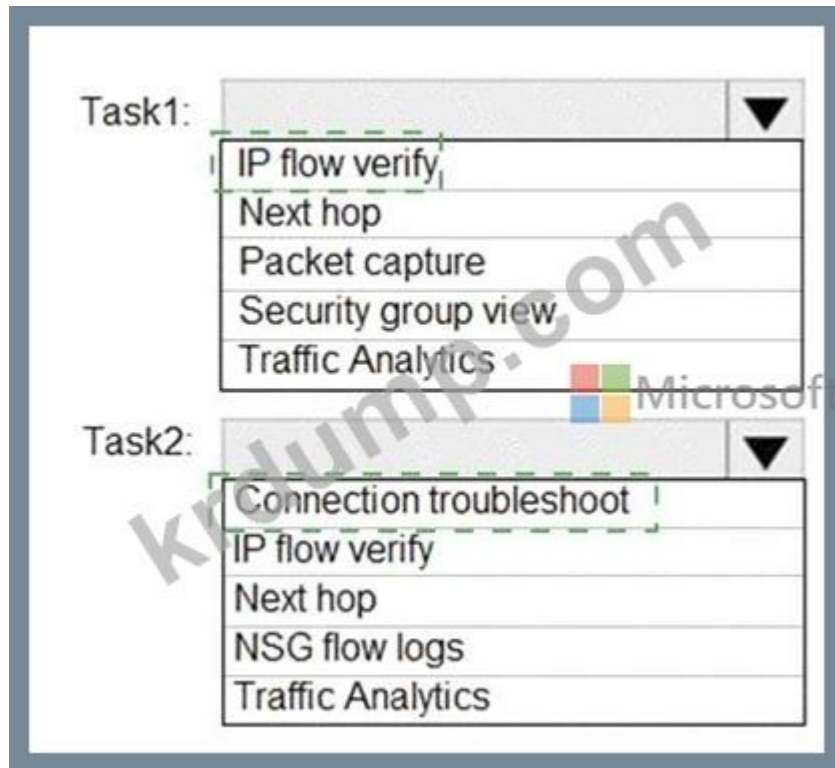 Task1:
IP flow verify
Next hop
Packet capture
Security group view
Traffic Analytics
Microsoft
Task2:
Connection troubleshoot
IP flow verify
Next hop
NSG flow logs
Traffic Analytics
krdump.com